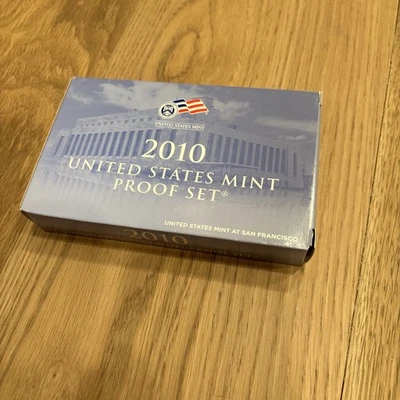 UNITED STATES MINT
2010
UNITED STATES MINT
PROOF SET®
UNITED STATES MINT AT SAN FRANCISCO
2010